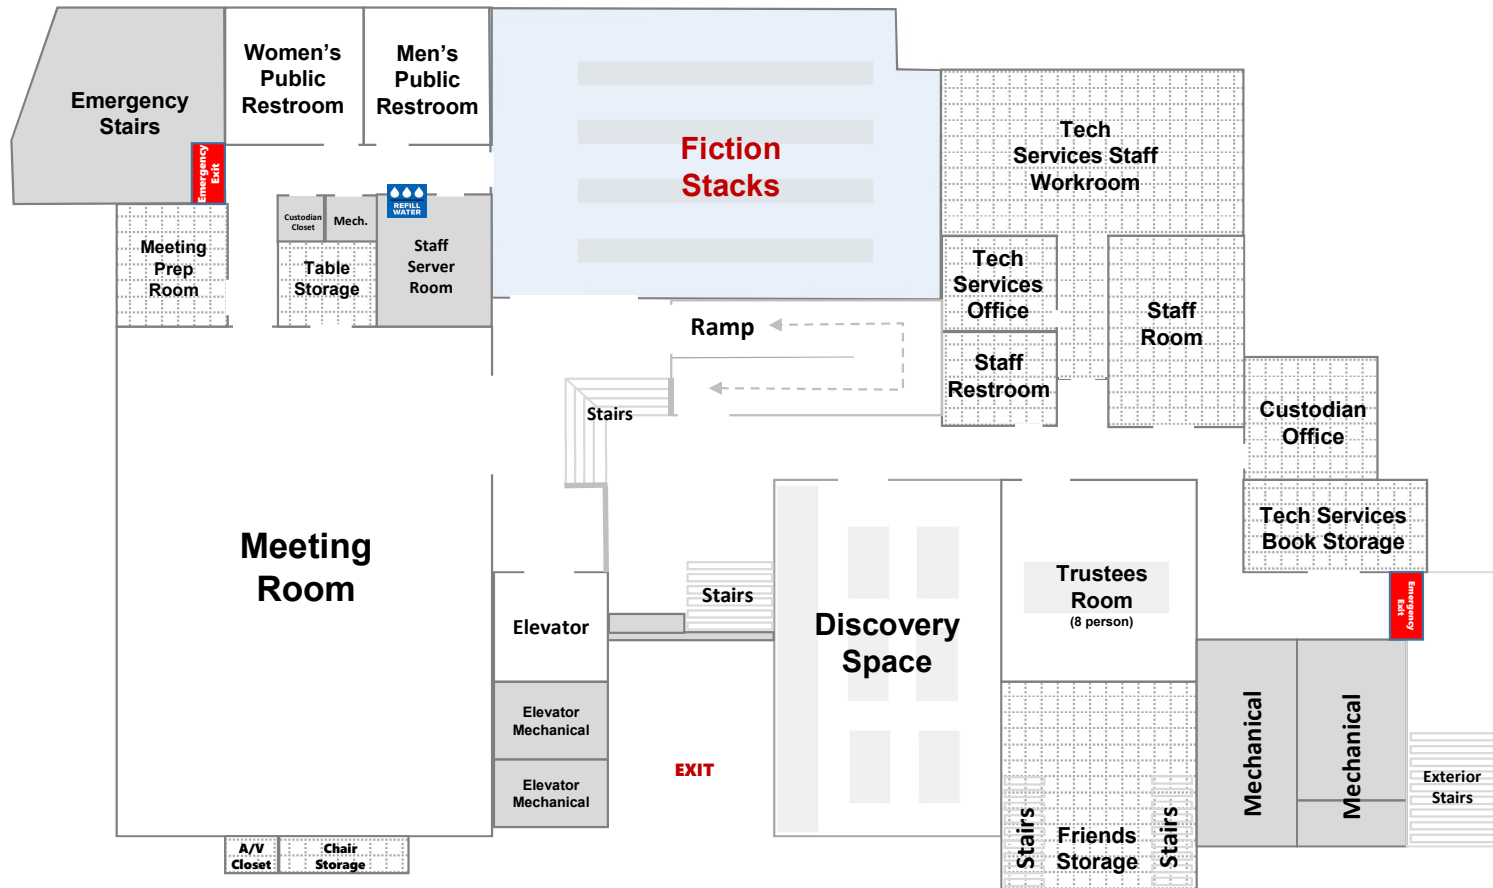 Women's
Public
Restroom
Men's
Public
Restroom
Emergency
Stairs
Emergency
Exit
Fiction
Stacks
Tech
Services Staff
Workroom
REFILL
WATER
Custodian
Closet
Mech.
Meeting
Prep
Room
Table
Storage
Staff
Server
Room
Tech
Services
Office
Staff
Room
Ramp
Staff
Restroom
Stairs
Custodian
Office
Tech Services
Book Storage
Meeting
Room
Stairs
Trustees
Room
(8 person)
Emergency
Exit
Elevator
Discovery
Space
Elevator
Mechanical
Elevator
Mechanical
EXIT
Mechanical
Mechanical
Exterior
Stairs
Stairs
Friends
Storage
Stairs
A/V
Closet
Chair
Storage